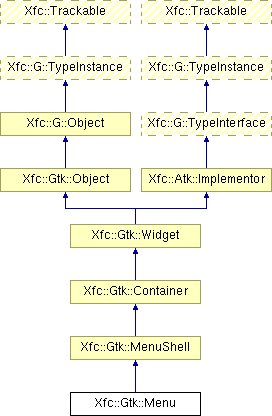 Xfc::Trackable Xfc::Trackable
Xfc::G::TypeInstance Xfc::G::TypeInstance
Xfc::G::Object Xfc::G::TypeInterface
Xfc::Gtk::Object Xfc::Atk::Implementor
Xfc::Gtk::Widget
Xfc::Gtk::Container
Xfc::Gtk::MenuShell
Xfc::Gtk::Menu